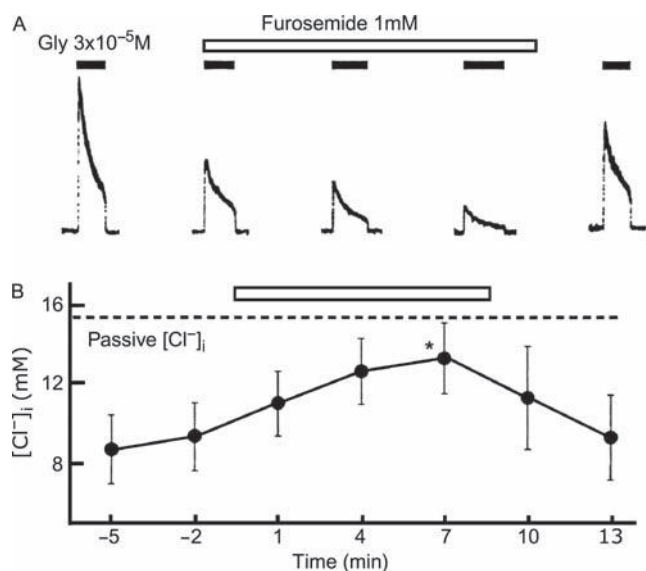 A
Furosemide 1mM
Gly 3x10⁻⁵M
B
16
Passive [Cl⁻]ᵢ
12
8
[Cl⁻]ᵢ (mM)
*
−5
−2
1
4
7
10
13
Time (min)